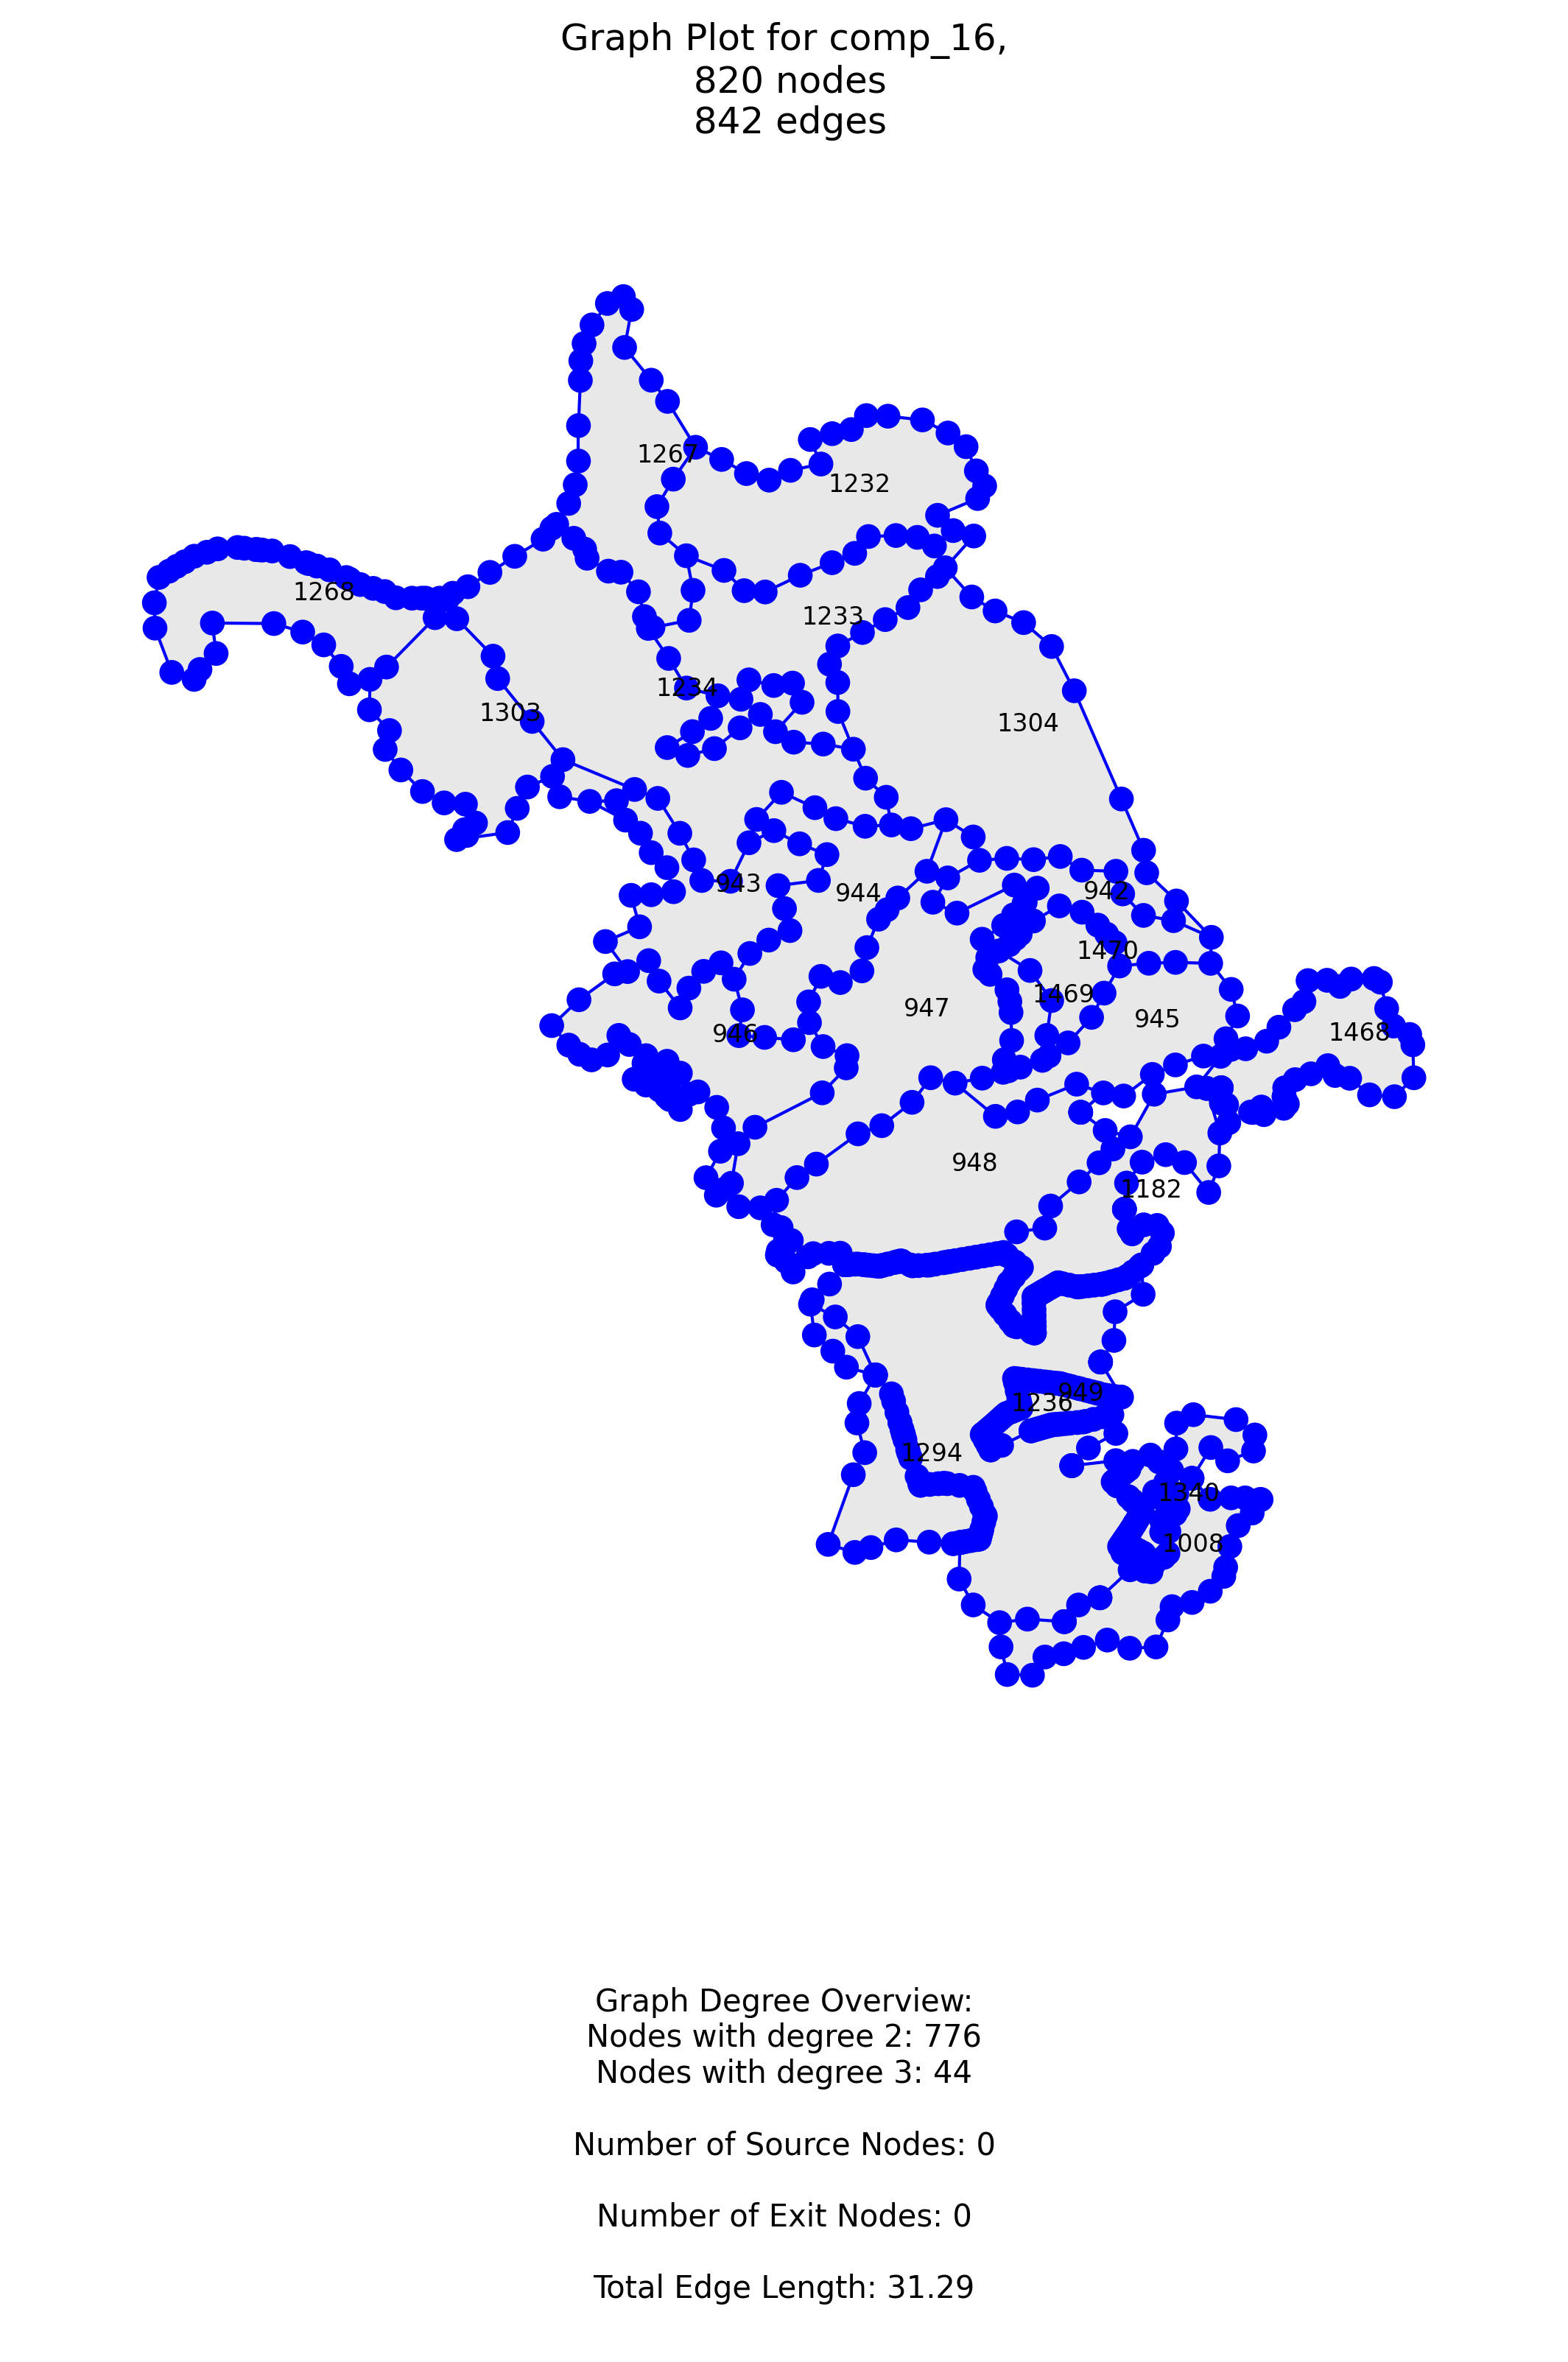 Graph Plot for comp_16,
820 nodes
842 edges
1267
1232
1268
1233
1234
1303
1304
943
944
942
1470
1469
947
945
1468
946
948
1182
949
1236
1294
1340
1008
Graph Degree Overview:
Nodes with degree 2: 776
Nodes with degree 3: 44
Number of Source Nodes: 0
Number of Exit Nodes: 0
Total Edge Length: 31.29